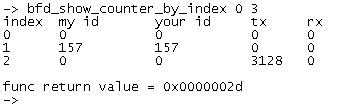 -> bfd_show_counter_by_index 0 3
index my id your id tx rx
0 0 0 0 0
1 157 157 0 0
2 0 0 3128 0
func return value = 0x0000002d
->